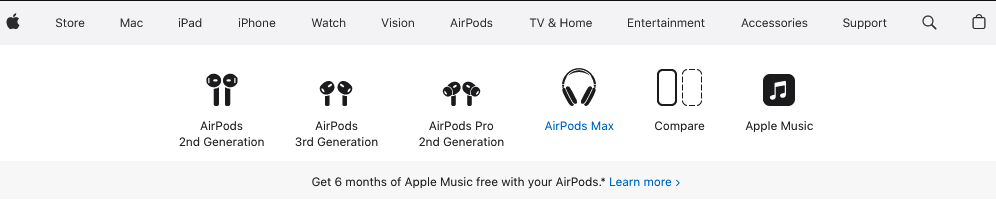 Store Mac iPad iPhone Watch Vision AirPods TV & Home Entertainment Accessories Support
AirPods 2nd Generation
AirPods 3rd Generation
AirPods Pro 2nd Generation
AirPods Max
Compare
Apple Music
Get 6 months of Apple Music free with your AirPods.* Learn more >